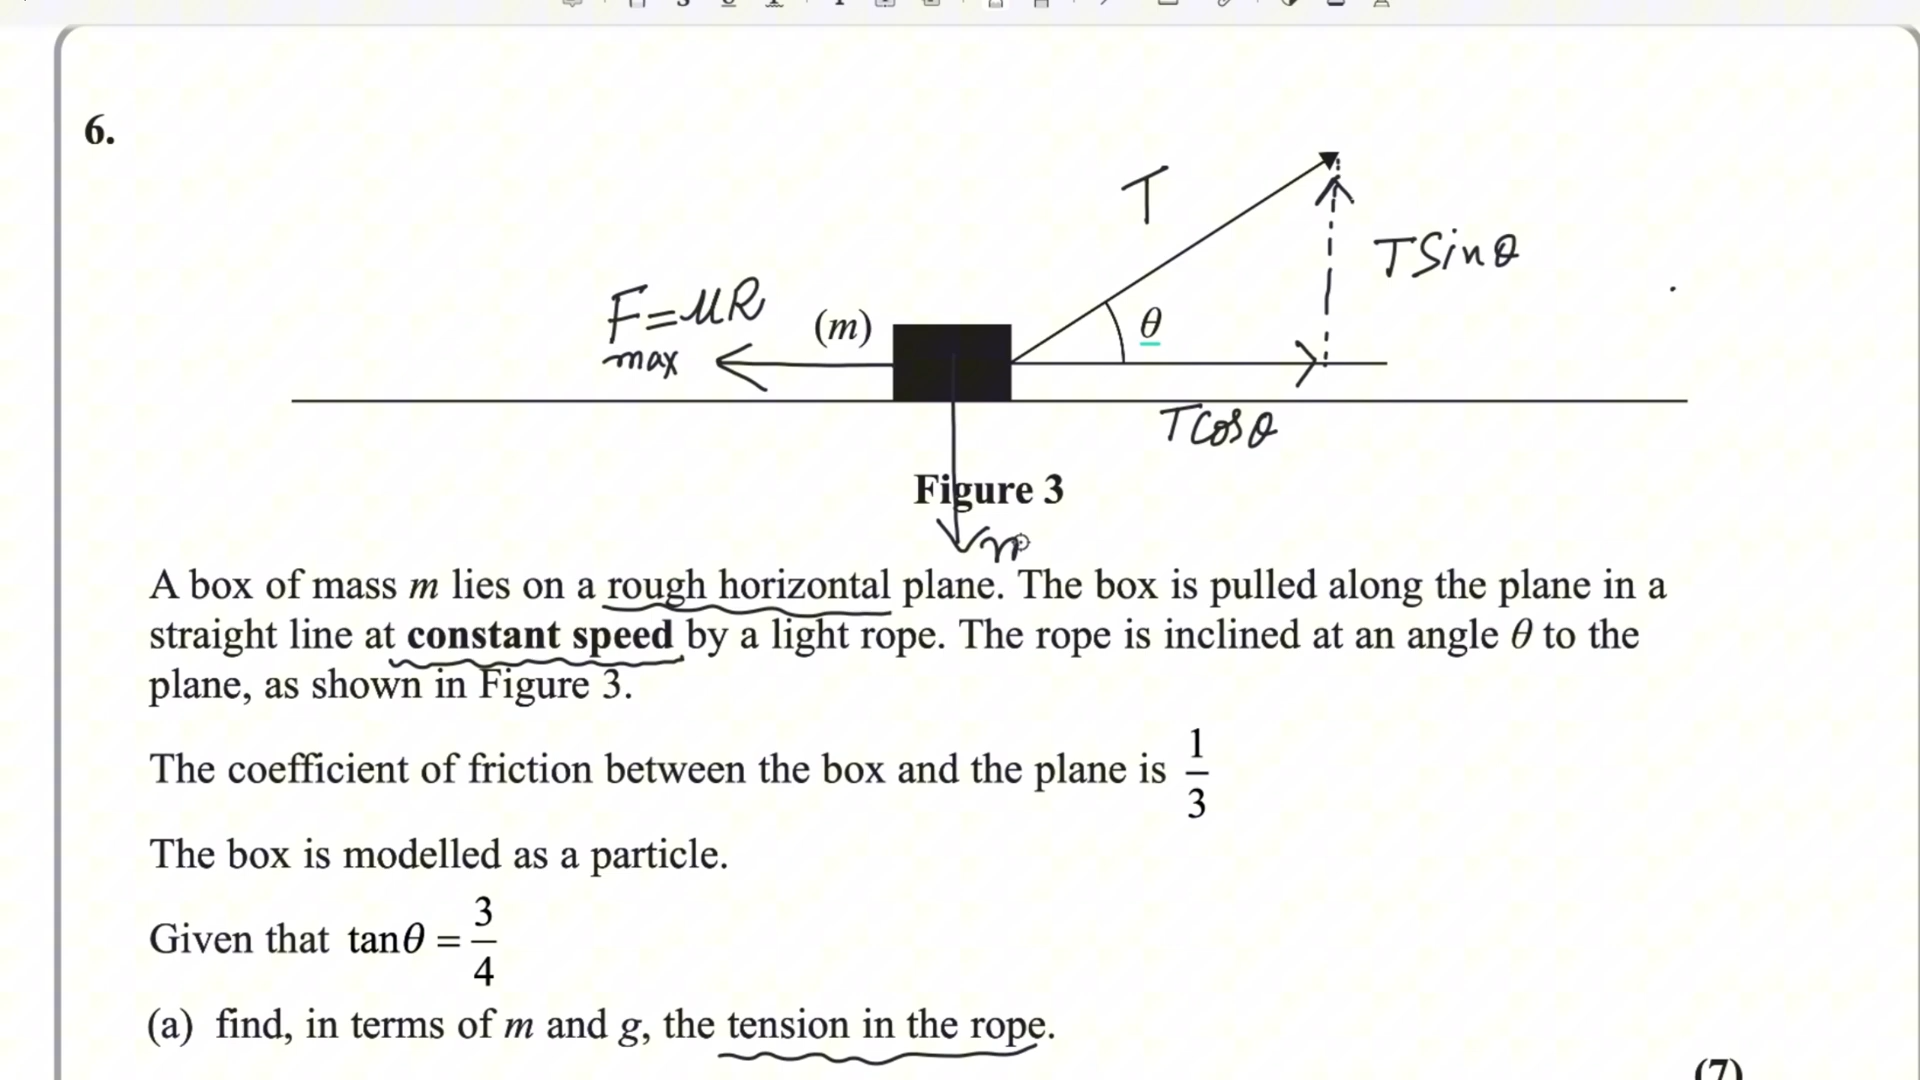 6.
T
TSinθ
F=μR
max
(m)
θ
TCosθ
Figure 3
A box of mass m lies on a rough horizontal plane. The box is pulled along the plane in a
straight line at constant speed by a light rope. The rope is inclined at an angle θ to the
plane, as shown in Figure 3.
The coefficient of friction between the box and the plane is 1/3
The box is modelled as a particle.
Given that tanθ = 3/4
(a) find, in terms of m and g, the tension in the rope.
(7)